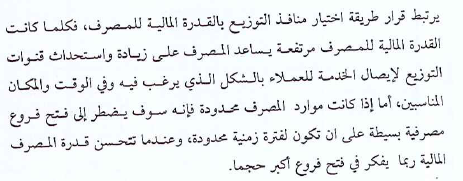 يرتبط قرار طريقة اختيار منافذ التوزيع بالقدرة المالية للمصرف، فكلما كانت
القدرة المالية للمصرف مرتفعة يساعد المصرف على زيادة واستحداث قنوات
التوزيع لإيصال الخدمة للعملاء بالشكل الذي يرغب فيه وفي الوقت والمكان
المناسبين، أما إذا كانت موارد المصرف محدودة فإنه سوف يضطر إلى فتح فروع
مصرفية بسيطة على ان تكون لفترة زمنية محدودة، وعندما تتحسن قدرة المصرف
المالية ربما يفكر في فتح فروع أكبر حجما.